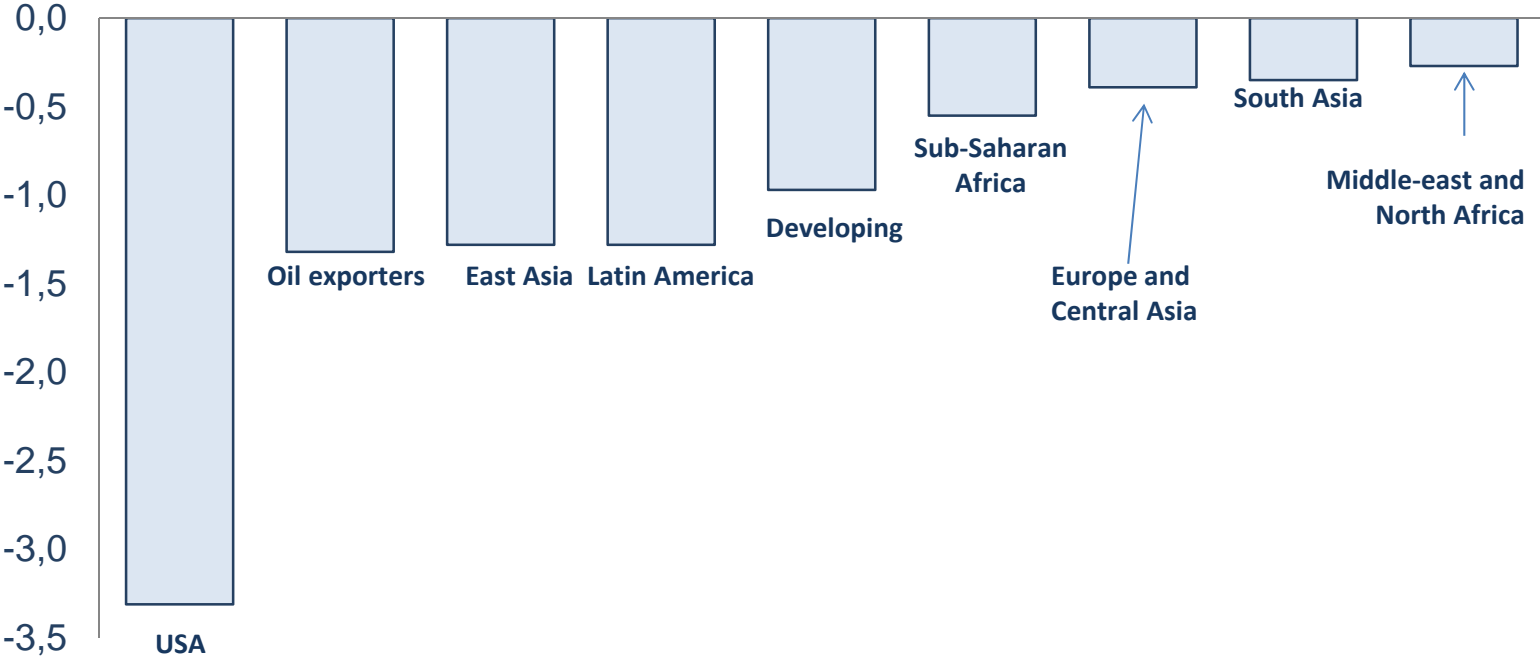 0,0
-0,5
-1,0
-1,5
-2,0
-2,5
-3,0
-3,5
USA
Oil exporters
East Asia
Latin America
Developing
Sub-Saharan
Africa
Europe and
Central Asia
South Asia
Middle-east and
North Africa